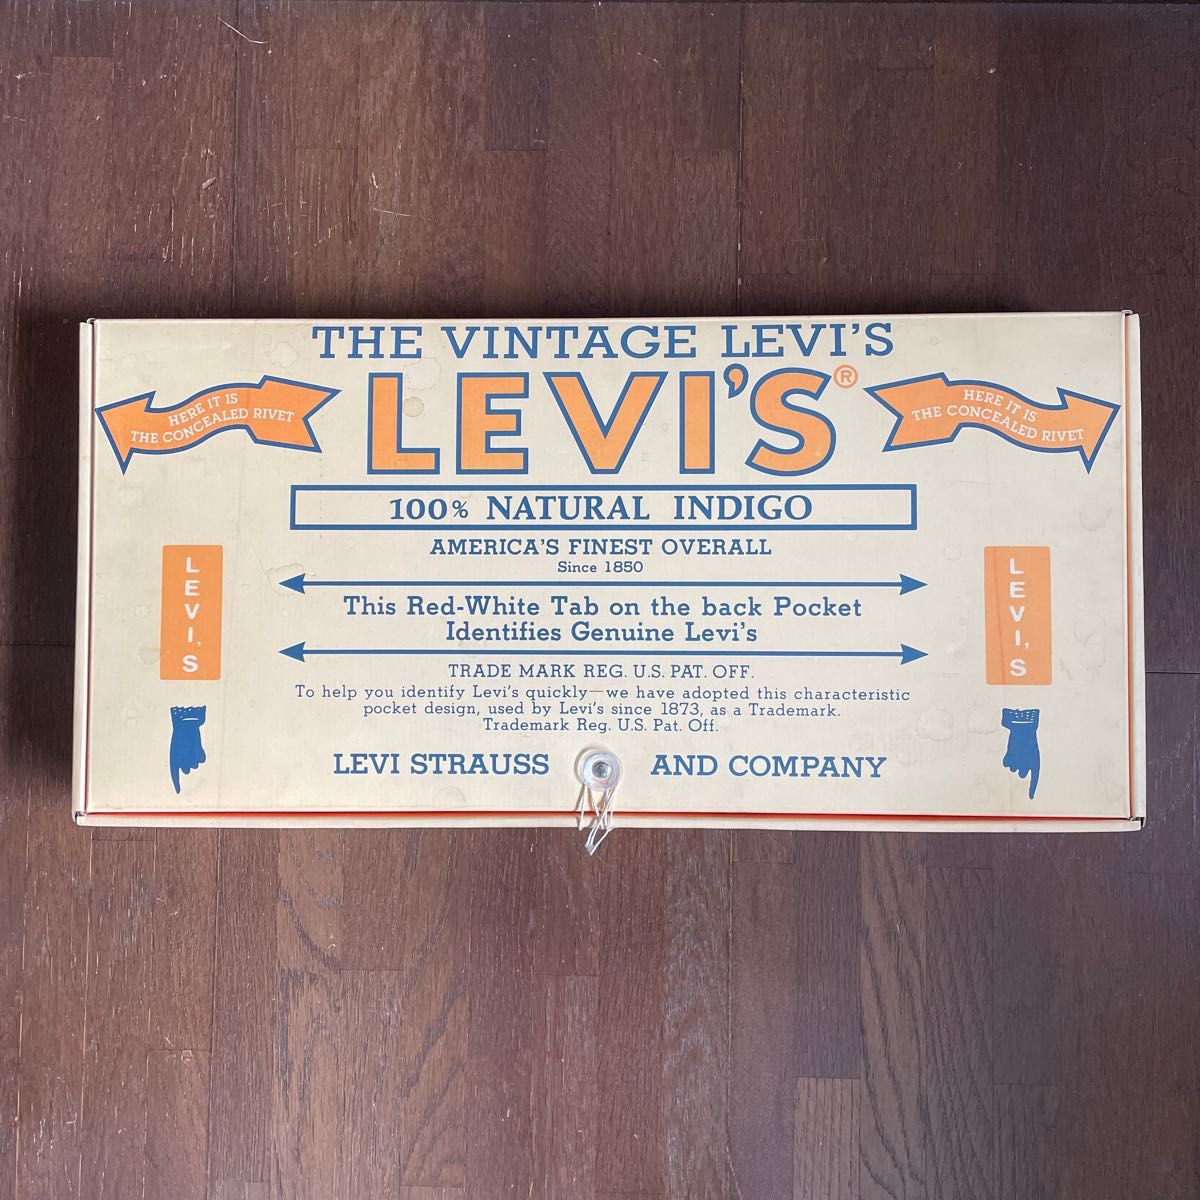 THE VINTAGE LEVI'S
LEVI'S®
HERE IT IS
THE CONCEALED RIVET
HERE IT IS
THE CONCEALED RIVET
100% NATURAL INDIGO
AMERICA'S FINEST OVERALL
Since 1850
LEVI'S
LEVI'S
This Red-White Tab on the back Pocket
Identifies Genuine Levi's
TRADE MARK REG. U.S. PAT. OFF.
To help you identify Levi's quickly—we have adopted this characteristic
pocket design, used by Levi's since 1873, as a Trademark.
Trademark Reg. U.S. Pat. Off.
LEVI STRAUSS AND COMPANY